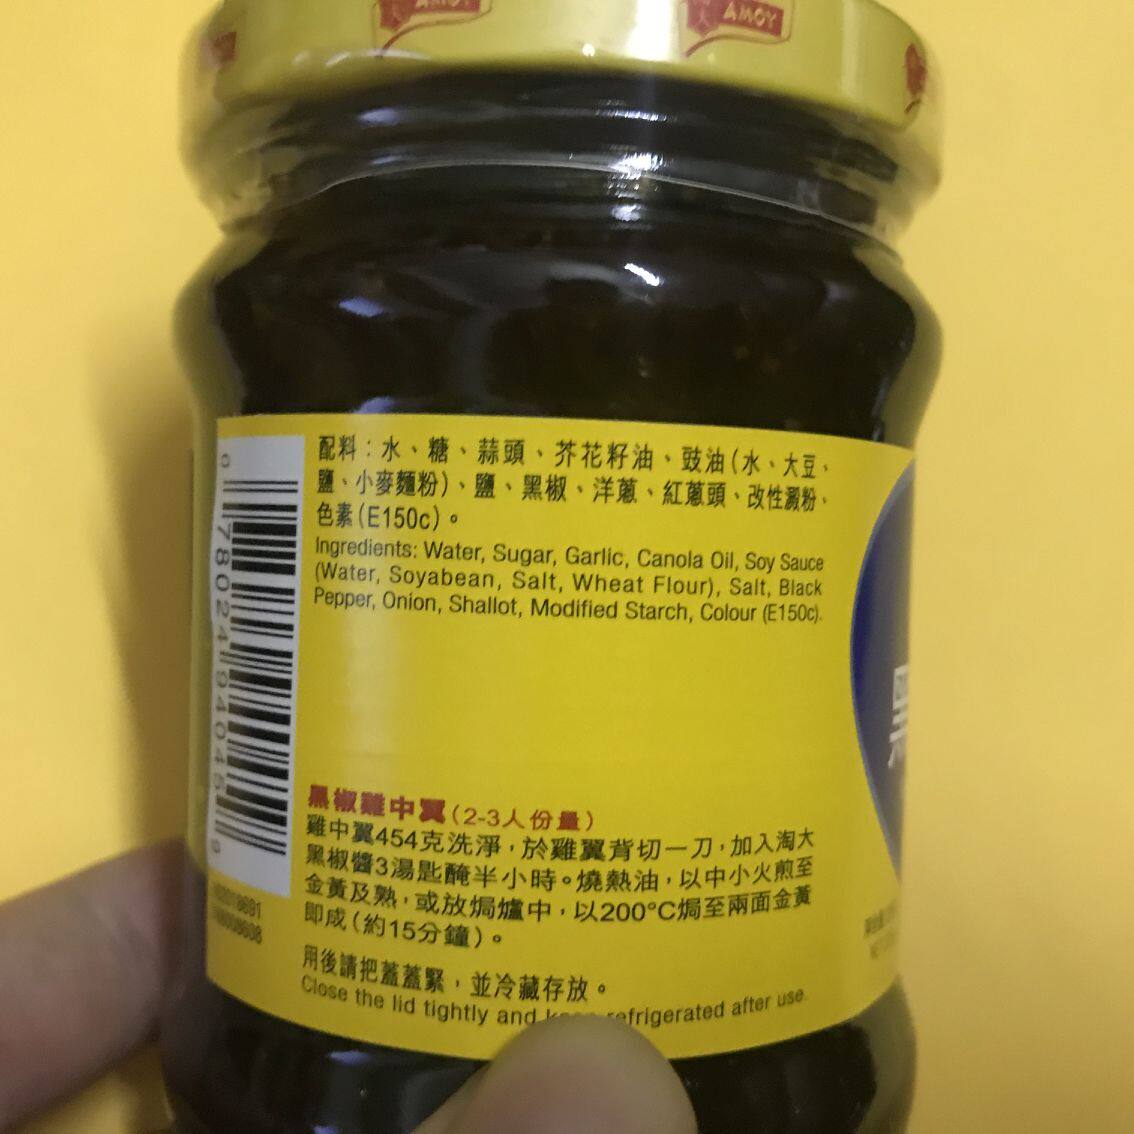 AMOY
AMOY
配料：水、糖、蒜頭、芥花籽油、豉油(水、大豆、
鹽、小麥麵粉)、鹽、黑椒、洋蔥、紅蔥頭、改性澱粉、
色素(E150c)。
Ingredients: Water, Sugar, Garlic, Canola Oil, Soy Sauce
(Water, Soyabean, Salt, Wheat Flour), Salt, Black
Pepper, Onion, Shallot, Modified Starch, Colour (E150c).
0 78024 94045 9
黑椒雞中翼(2-3人份量)
雞中翼454克洗淨，於雞翼背切一刀，加入淘大
黑椒醬3湯匙醃半小時。燒熱油，以中小火煎至
金黃及熟，或放焗爐中，以200°C焗至兩面金黃
即成(約15分鐘)。
用後請把蓋蓋緊，並冷藏存放。
Close the lid tightly and refrigerated after use.